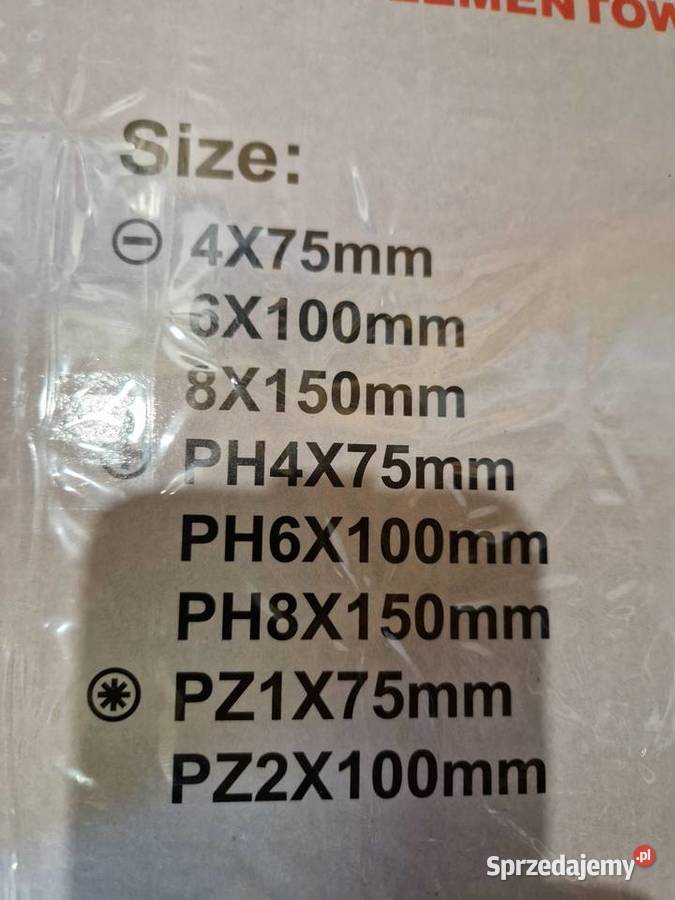 Size:
4X75mm
6X100mm
8X150mm
PH4X75mm
PH6X100mm
PH8X150mm
PZ1X75mm
PZ2X100mm
Sprzedajemy.pl